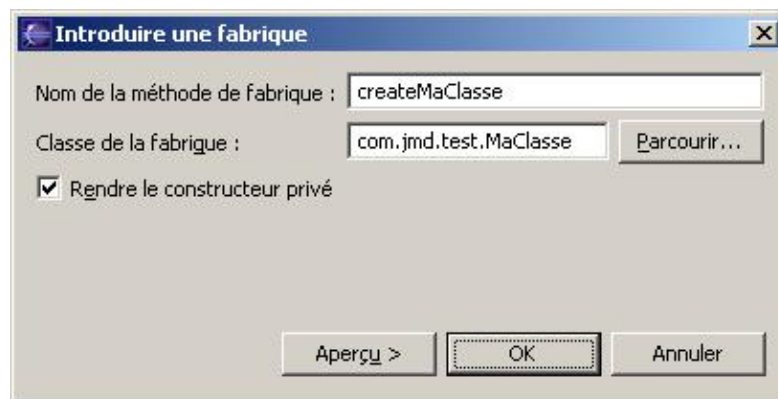 Introduire une fabrique
Nom de la méthode de fabrique : createMaClasse
Classe de la fabrique : com.jmd.test.MaClasse Parcourir...
Rendre le constructeur privé
Aperçu > OK Annuler